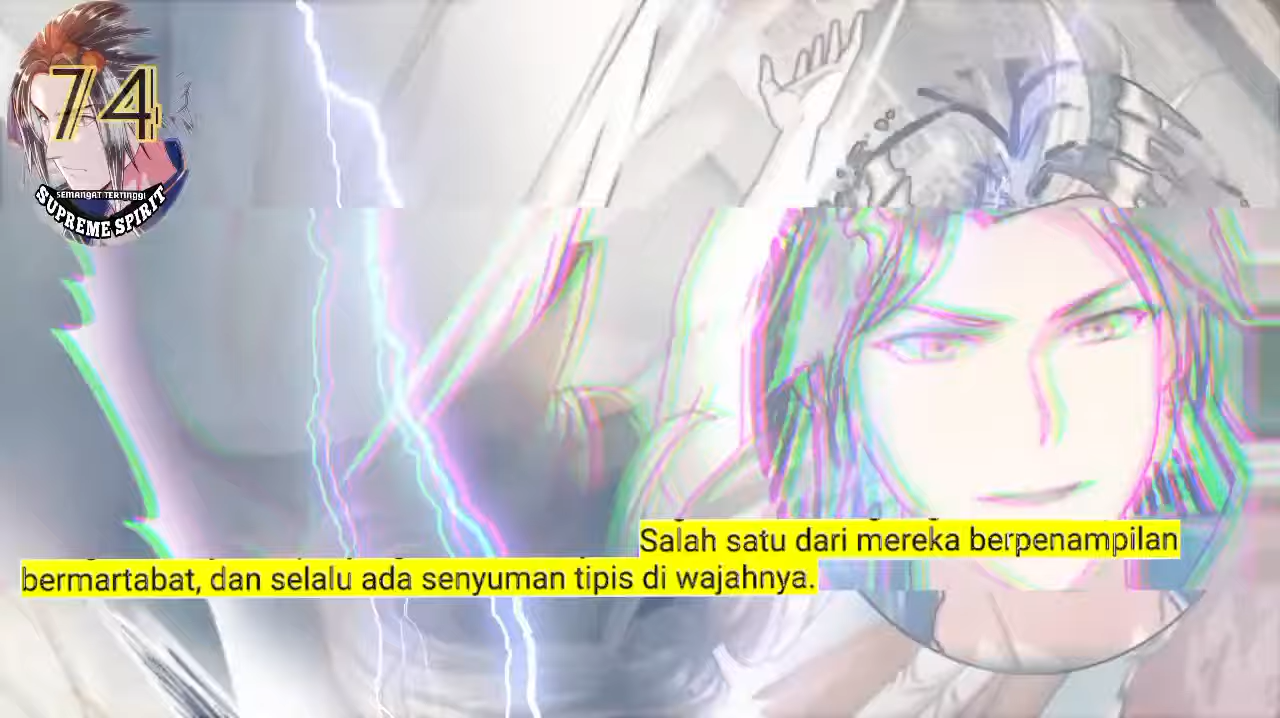 74
SEMANGAT TERTINGGI
SUPREME SPIRIT
Salah satu dari mereka berpenampilan
bermartabat, dan selalu ada senyuman tipis di wajahnya.